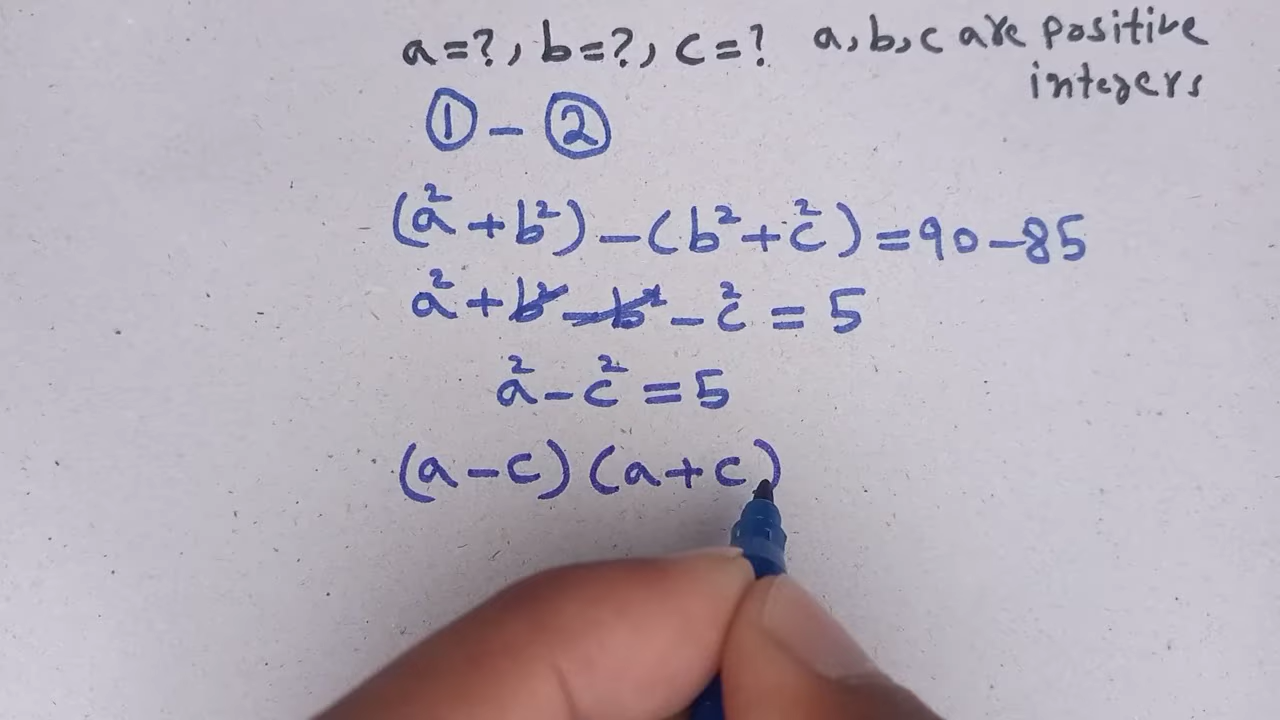 a=?, b=?, c=? a,b,c are positive
integers
① - ②
(a²+b²)-(b²+c²)=90-85
a²+b²-b²-c²=5
a²-c²=5
(a-c)(a+c)